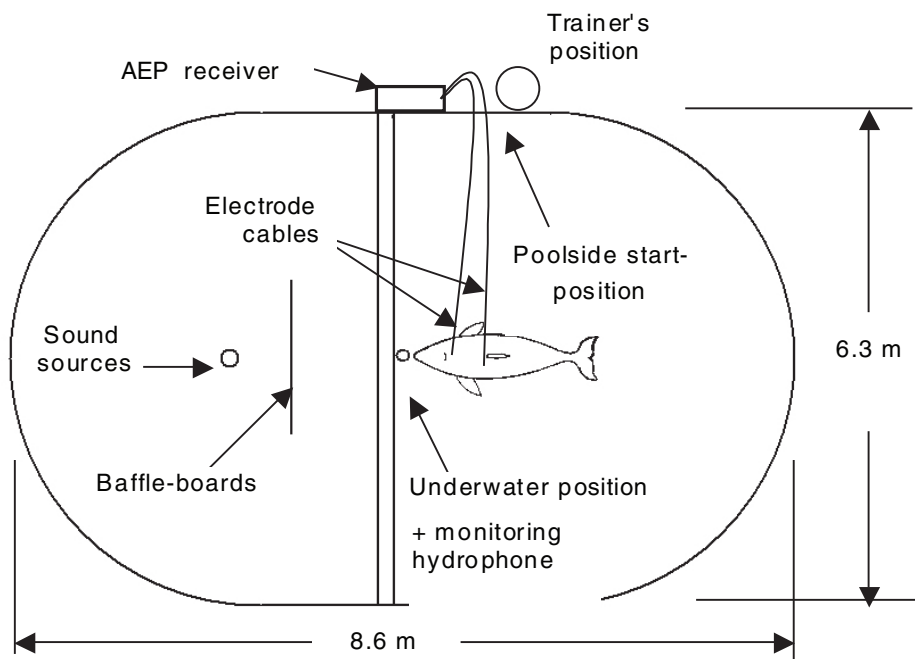 Trainer's
position
AEP receiver
Electrode
cables
Poolside start-
position
Sound
sources
6.3 m
Baffle-boards
Underwater position
+ monitoring
hydrophone
8.6 m